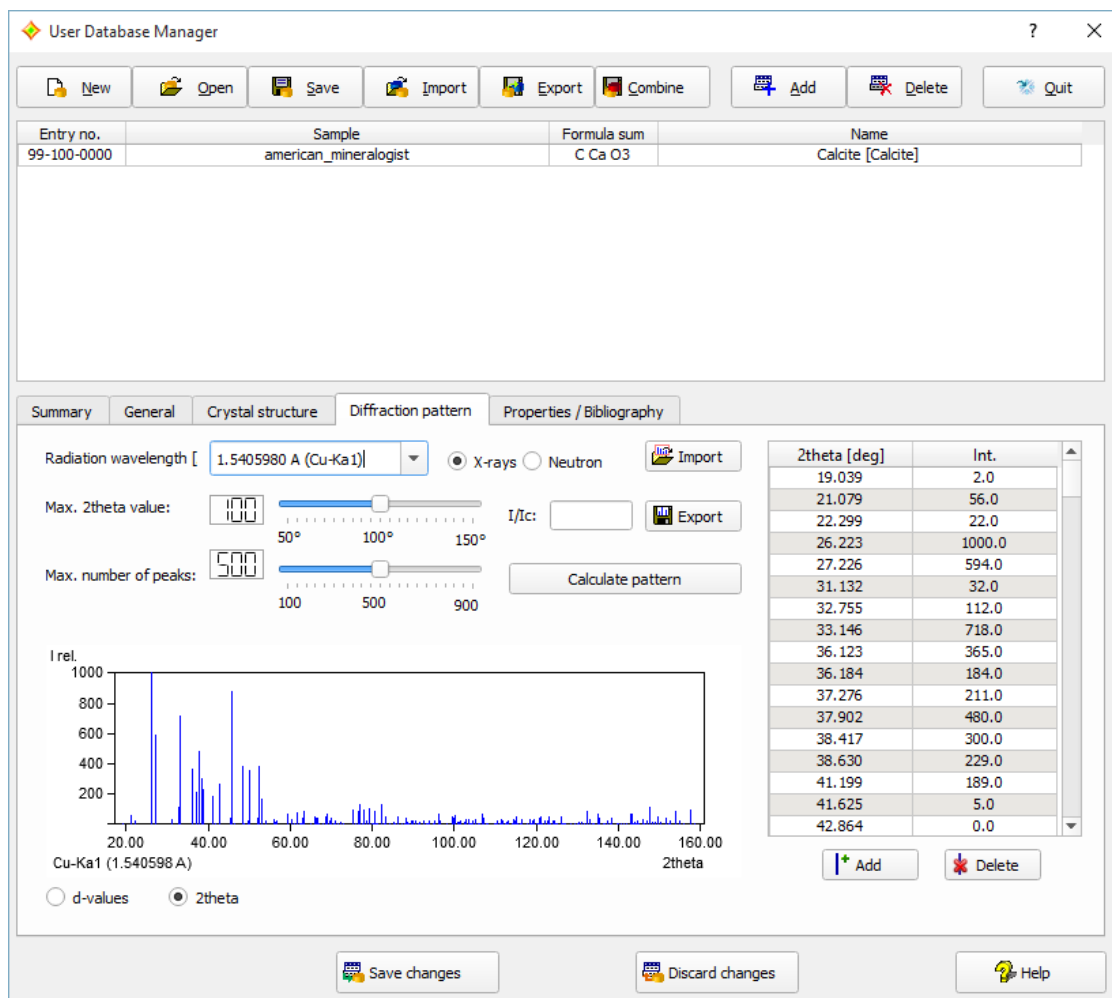 User Database Manager ?
New Open Save Import Export Combine Add Delete Quit
Entry no. Sample Formula sum Name
99-100-0000 american_mineralogist C Ca O3 Calcite [Calcite]
Summary General Crystal structure Diffraction pattern Properties / Bibliography
Radiation wavelength [ 1.5405980 A (Cu-Ka1) X-rays Neutron Import
Max. 2theta value: 100 I/Ic: Export
50° 100° 150°
Max. number of peaks: 500 Calculate pattern
100 500 900
I rel.
1000
800
600
400
200
20.00 40.00 60.00 80.00 100.00 120.00 140.00 160.00
Cu-Ka1 (1.540598 A) 2theta
d-values 2theta
2theta [deg] Int.
19.039 2.0
21.079 56.0
22.299 22.0
26.223 1000.0
27.226 594.0
31.132 32.0
32.755 112.0
33.146 718.0
36.123 365.0
36.184 184.0
37.276 211.0
37.902 480.0
38.417 300.0
38.630 229.0
41.199 189.0
41.625 5.0
42.864 0.0
Add Delete
Save changes Discard changes Help